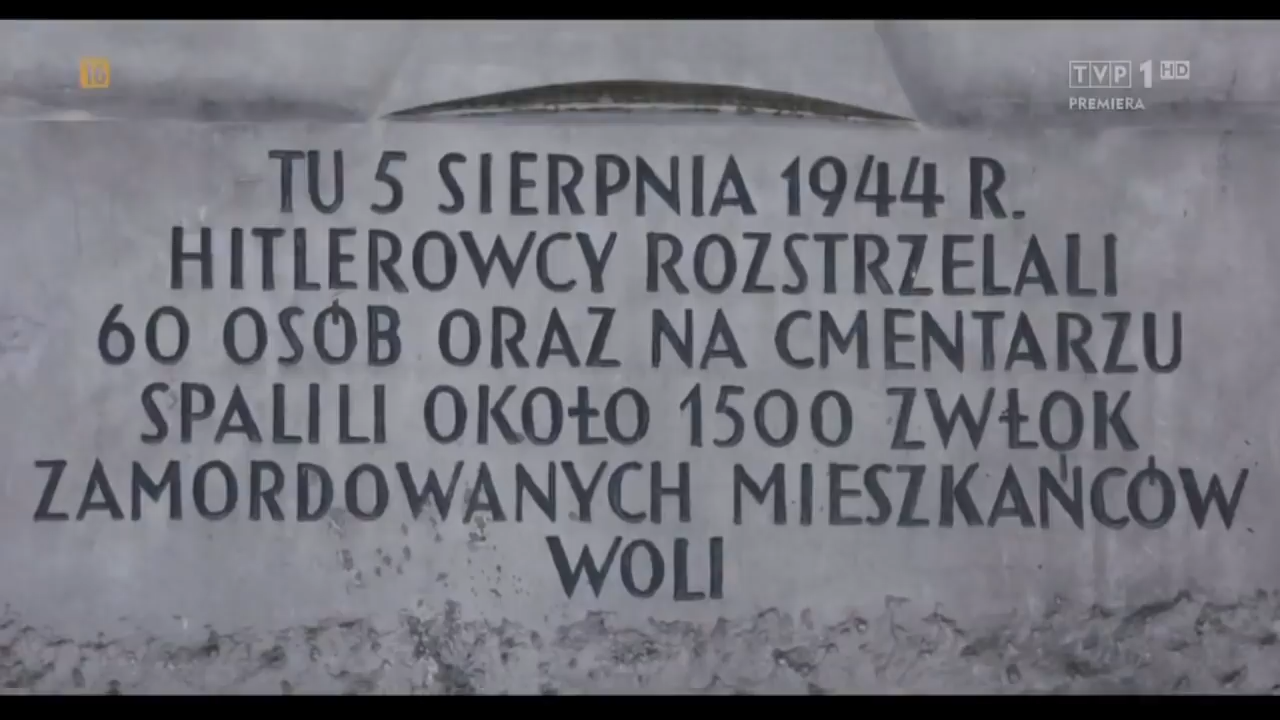 16
TVP 1 HD
PREMIERA
TU 5 SIERPNIA 1944 R.
HITLEROWCY ROZSTRZELALI
60 OSÓB ORAZ NA CMENTARZU
SPALILI OKOŁO 1500 ZWŁOK
ZAMORDOWANYCH MIESZKAŃCÓW
WOLI